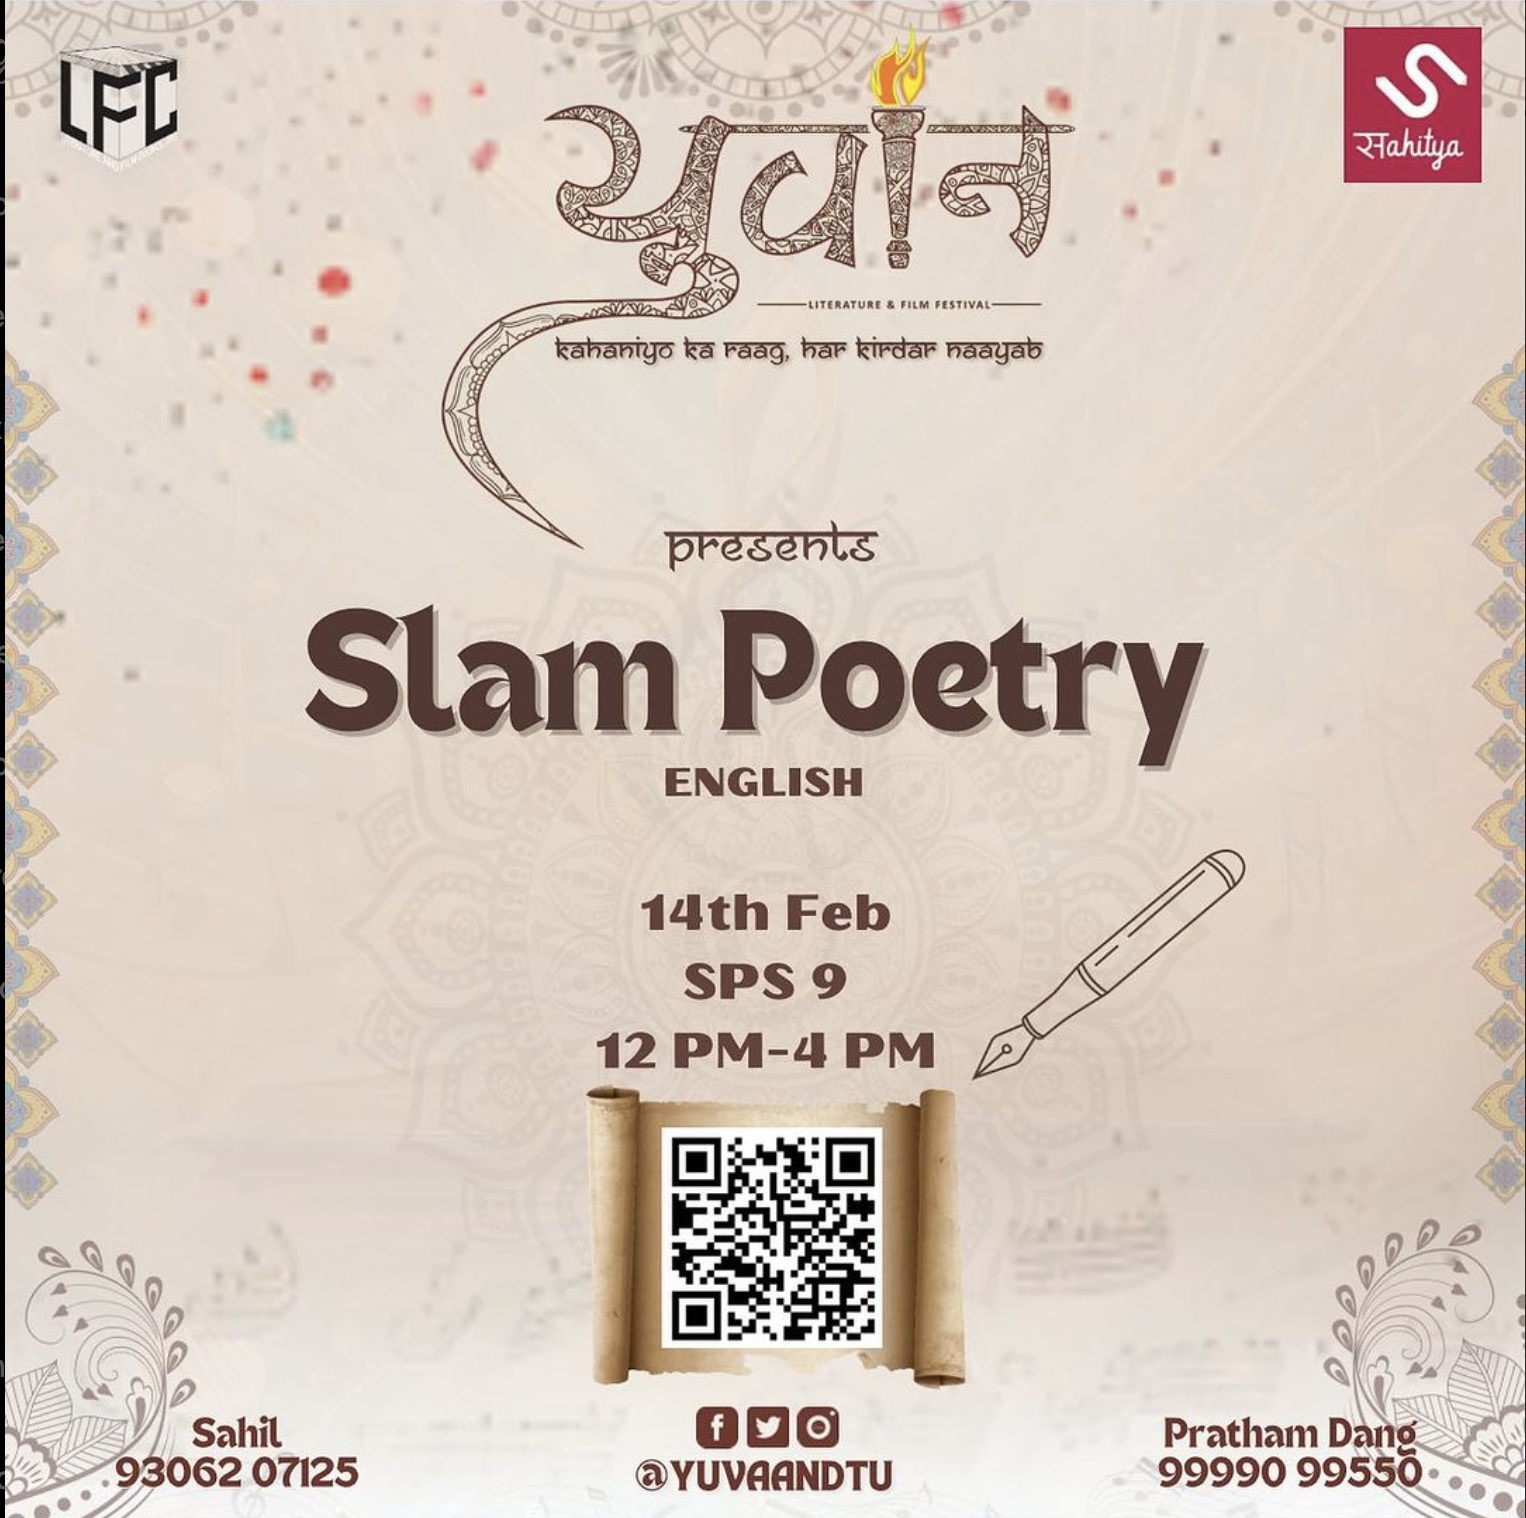 LFC
साhitya
युवान
LITERATURE & FILM FESTIVAL
kahaniyo ka raag, har kirdar naayab
presents
Slam Poetry
ENGLISH
14th Feb
SPS 9
12 PM-4 PM
Sahil
93062 07125
@YUVAANDTU
Pratham Dang
99990 99550